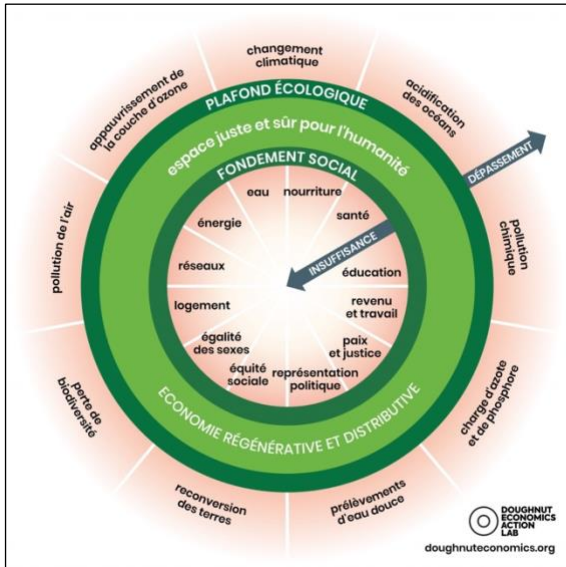 changement
climatique
appauvrissement de
la couche d'ozone
acidification
des océans
PLAFOND ÉCOLOGIQUE
espace juste et sûr pour l'humanité
FONDEMENT SOCIAL
DÉPASSEMENT
eau
nourriture
énergie
santé
INSUFFISANCE
pollution de l'air
pollution
chimique
réseaux
éducation
logement
revenu
et travail
égalité
des sexes
paix
et justice
équité
sociale
représentation
politique
perte de
biodiversité
charge d'azote
et de phosphore
ECONOMIE RÉGÉNÉRATIVE ET DISTRIBUTIVE
reconversion
des terres
prélèvements
d'eau douce
DOUGHNUT
ECONOMICS
ACTION
LAB
doughnuteconomics.org